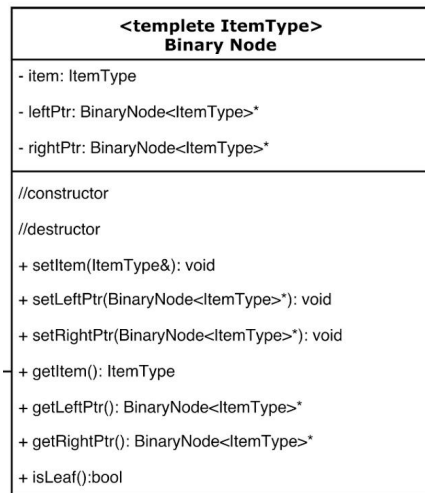 <templete ItemType>
Binary Node
- item: ItemType
- leftPtr: BinaryNode<ItemType>*
- rightPtr: BinaryNode<ItemType>*
//constructor
//destructor
+ setItem(ItemType&): void
+ setLeftPtr(BinaryNode<ItemType>*): void
+ setRightPtr(BinaryNode<ItemType>*): void
+ getItem(): ItemType
+ getLeftPtr(): BinaryNode<ItemType>*
+ getRightPtr(): BinaryNode<ItemType>*
+ isLeaf():bool